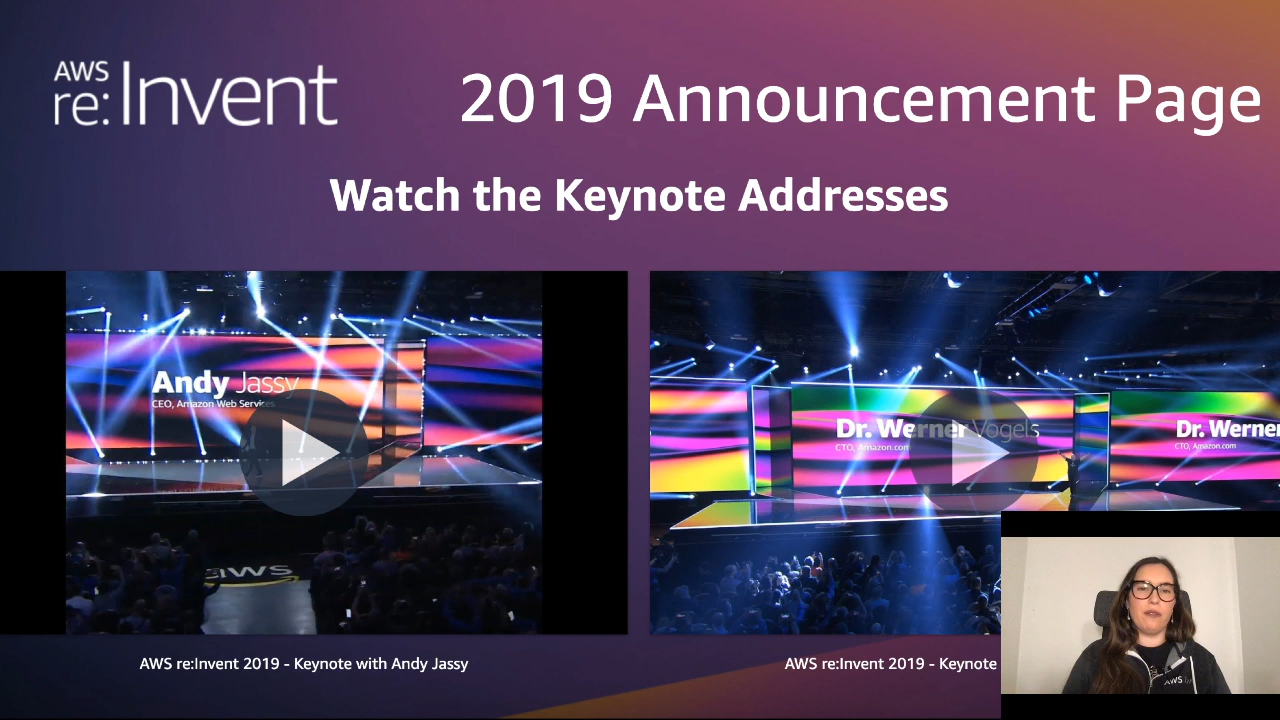 AWS
re:Invent
2019 Announcement Page
Watch the Keynote Addresses
Andy Jassy
CEO, Amazon Web Services
aws
Dr. Werner Vogels
CTO, Amazon.com
Dr. Werner
CTO, Amazon.com
AWS re:Invent 2019 - Keynote with Andy Jassy
AWS re:Invent 2019 - Keynote
AWS